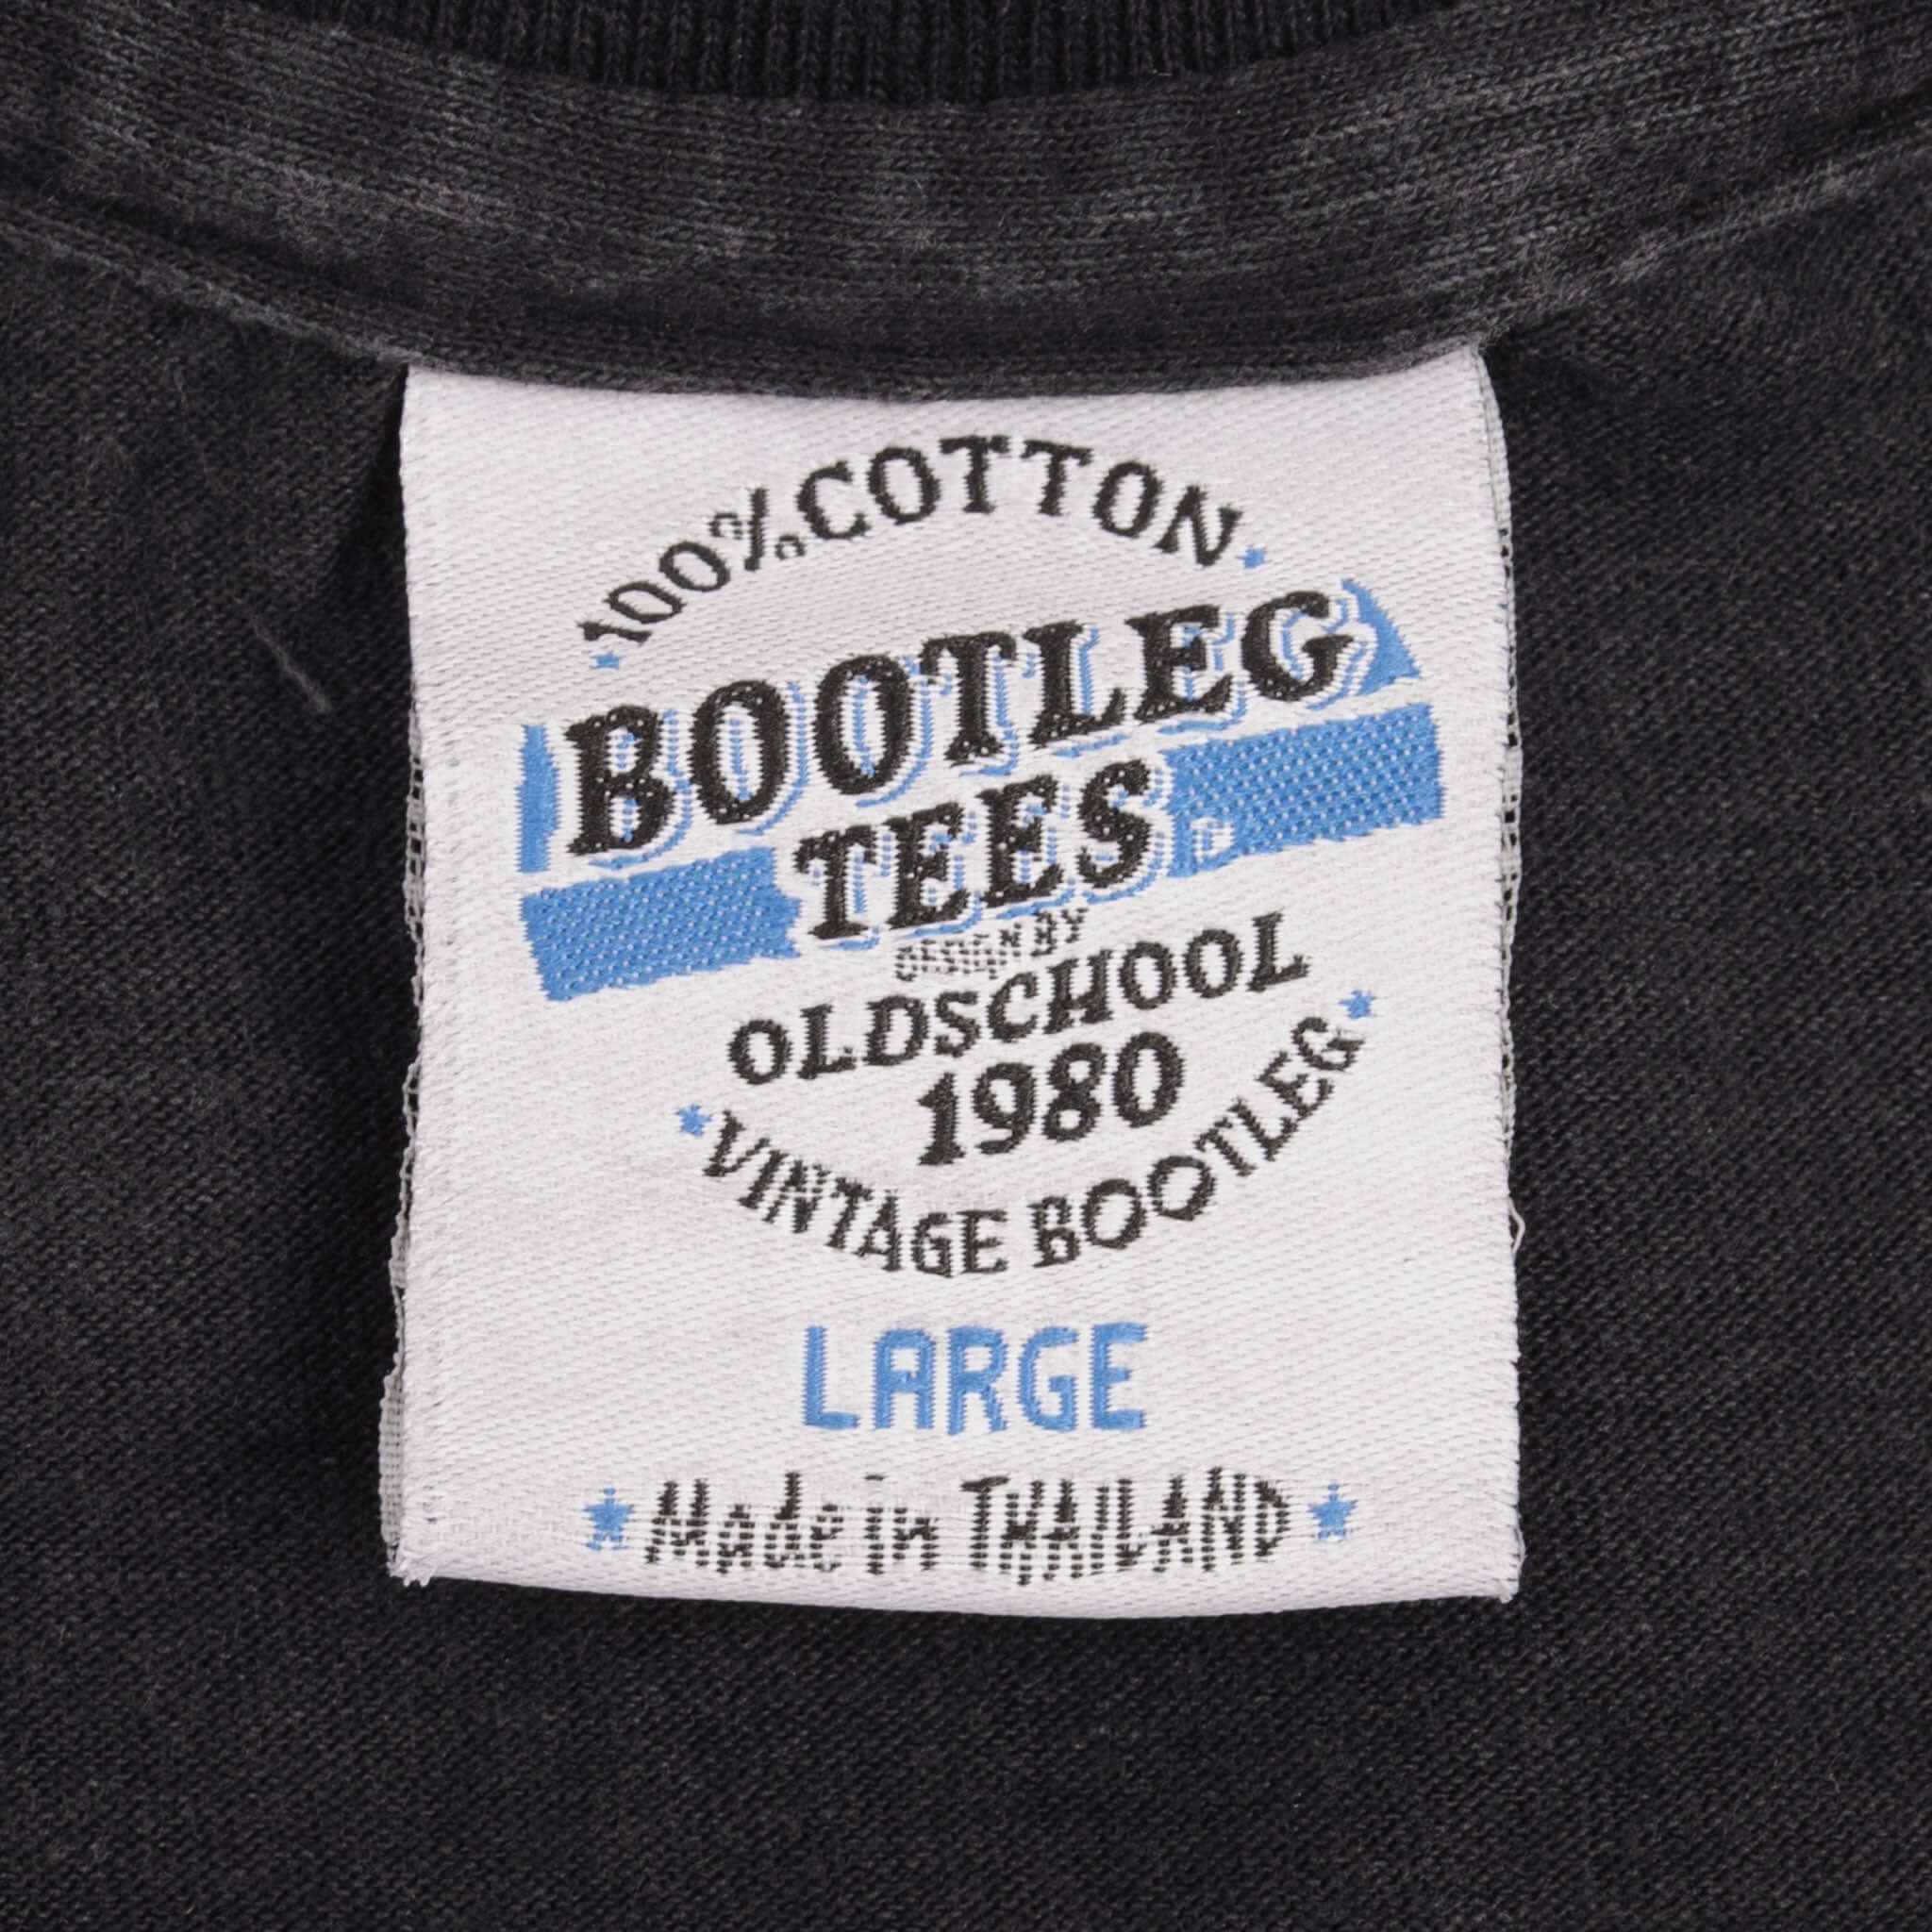 100% COTTON
BOOTLEG
TEES
DESIGN BY
OLDSCHOOL
1980
VINTAGE BOOTLEG
LARGE
Made in THAILAND